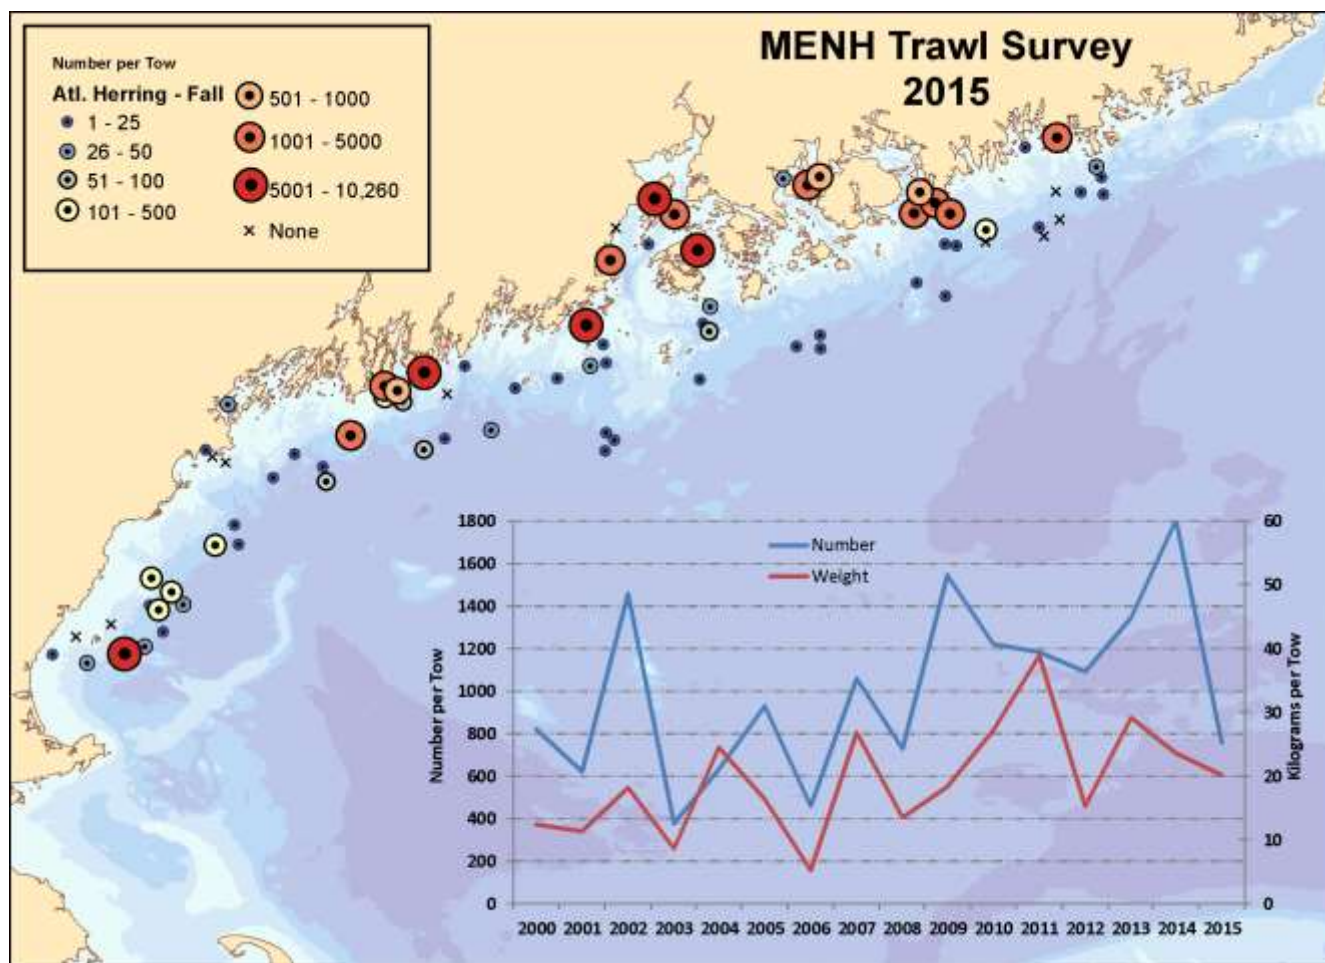 MENH Trawl Survey
2015
Number per Tow
Atl. Herring - Fall
1 - 25
26 - 50
51 - 100
101 - 500
501 - 1000
1001 - 5000
5001 - 10,260
× None
Number
Weight
1800
1600
1400
1200
1000
800
600
400
200
0
Number per Tow
60
50
40
30
20
10
0
Kilograms per Tow
2000 2001 2002 2003 2004 2005 2006 2007 2008 2009 2010 2011 2012 2013 2014 2015